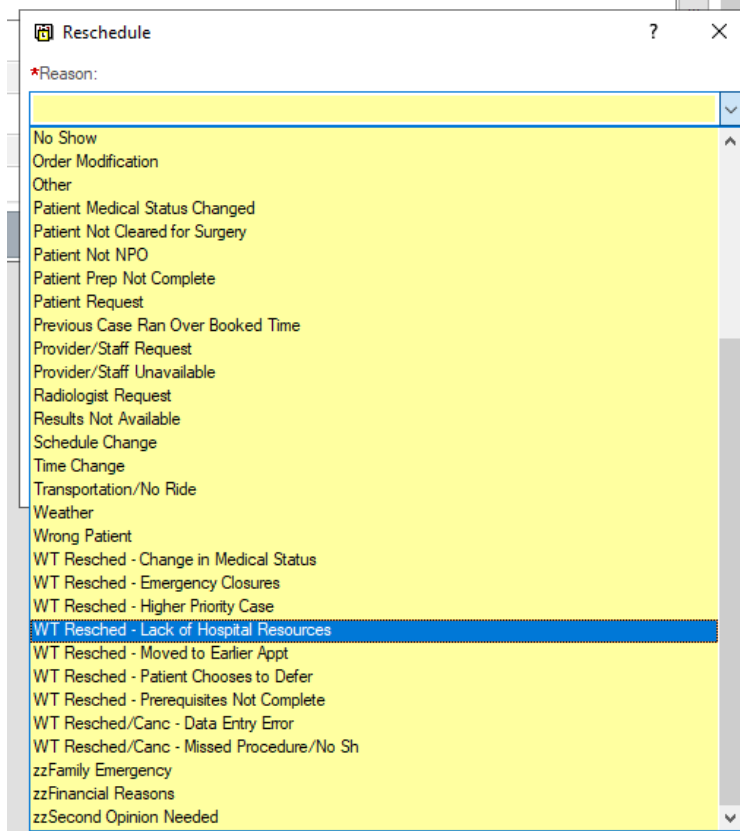 Reschedule
?
*Reason:
No Show
Order Modification
Other
Patient Medical Status Changed
Patient Not Cleared for Surgery
Patient Not NPO
Patient Prep Not Complete
Patient Request
Previous Case Ran Over Booked Time
Provider/Staff Request
Provider/Staff Unavailable
Radiologist Request
Results Not Available
Schedule Change
Time Change
Transportation/No Ride
Weather
Wrong Patient
WT Resched - Change in Medical Status
WT Resched - Emergency Closures
WT Resched - Higher Priority Case
WT Resched - Lack of Hospital Resources
WT Resched - Moved to Earlier Appt
WT Resched - Patient Chooses to Defer
WT Resched - Prerequisites Not Complete
WT Resched/Canc - Data Entry Error
WT Resched/Canc - Missed Procedure/No Sh
zzFamily Emergency
zzFinancial Reasons
zzSecond Opinion Needed